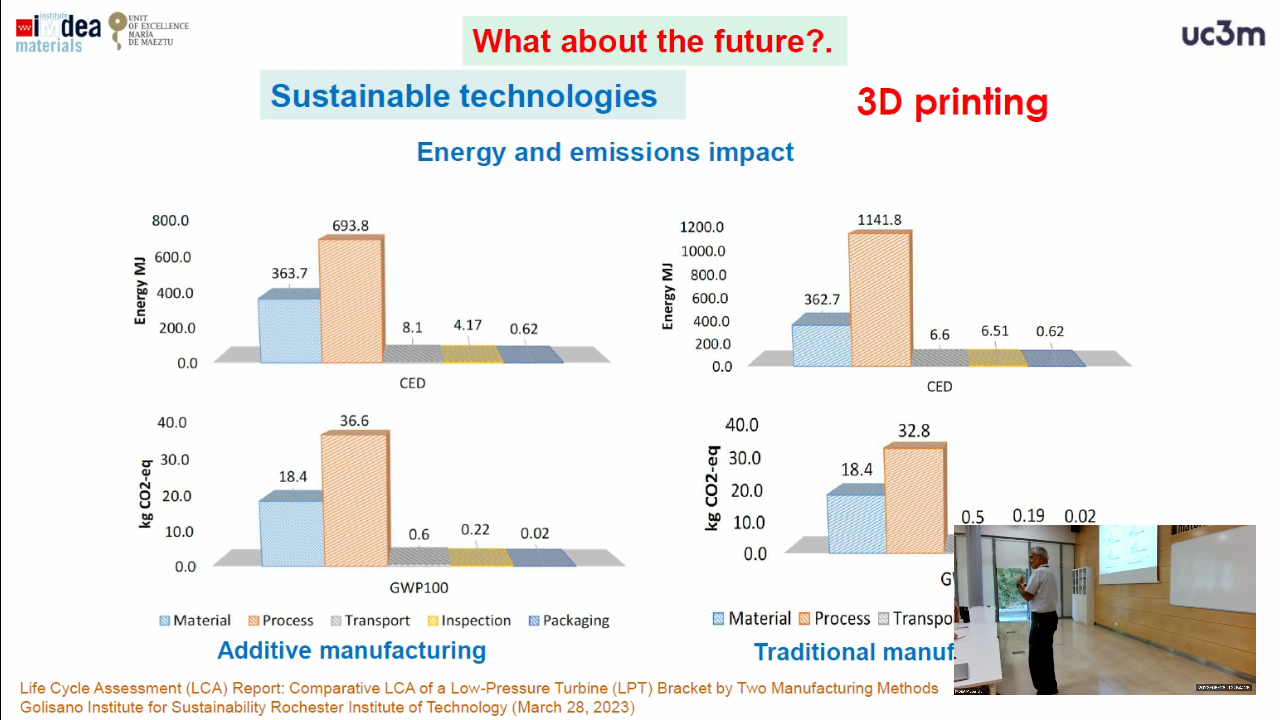 institute
iMdea
materials
UNIT
OF EXCELLENCE
MARÍA
DE MAEZTU
What about the future?.
uc3m
Sustainable technologies
3D printing
Energy and emissions impact
Energy MJ
800.0
600.0
400.0
200.0
0.0
363.7
693.8
8.1
4.17
0.62
CED
Energy MJ
1200.0
1000.0
800.0
600.0
400.0
200.0
0.0
362.7
1141.8
6.6
6.51
0.62
CED
kg CO2-eq
40.0
30.0
20.0
10.0
0.0
18.4
36.6
0.6
0.22
0.02
GWP100
Material Process Transport Inspection Packaging
Additive manufacturing
kg CO2-eq
40.0
30.0
20.0
10.0
0.0
18.4
32.8
0.5
0.19
0.02
Material Process Transpo
Traditional manuf
Life Cycle Assessment (LCA) Report: Comparative LCA of a Low-Pressure Turbine (LPT) Bracket by Two Manufacturing Methods
Golisano Institute for Sustainability Rochester Institute of Technology (March 28, 2023)